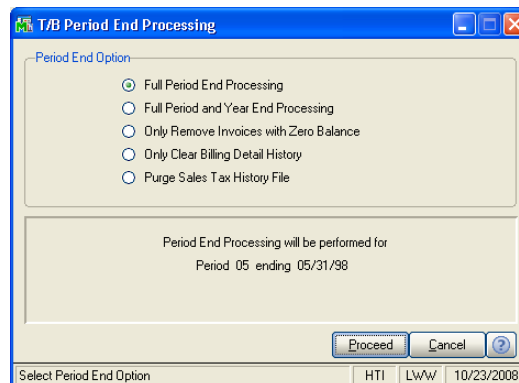 T/B Period End Processing
Period End Option
Full Period End Processing
Full Period and Year End Processing
Only Remove Invoices with Zero Balance
Only Clear Billing Detail History
Purge Sales Tax History File
Period End Processing will be performed for
Period 05 ending 05/31/98
Proceed Cancel ?
Select Period End Option HTI LWW 10/23/2008